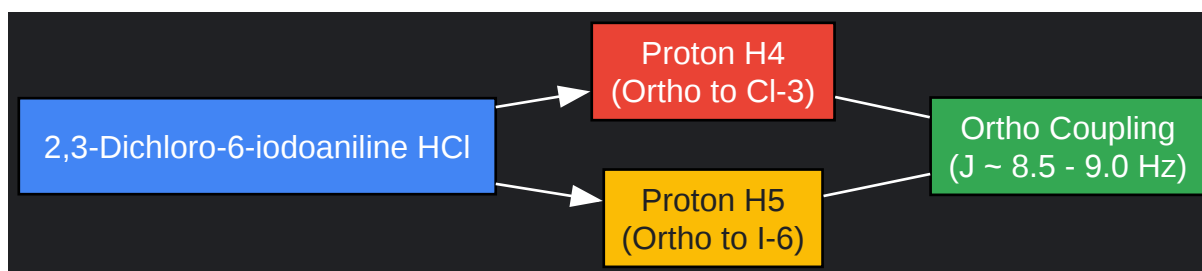 2,3-Dichloro-6-iodoaniline HCl
Proton H4
(Ortho to Cl-3)
Proton H5
(Ortho to I-6)
Ortho Coupling
(J ~ 8.5 - 9.0 Hz)